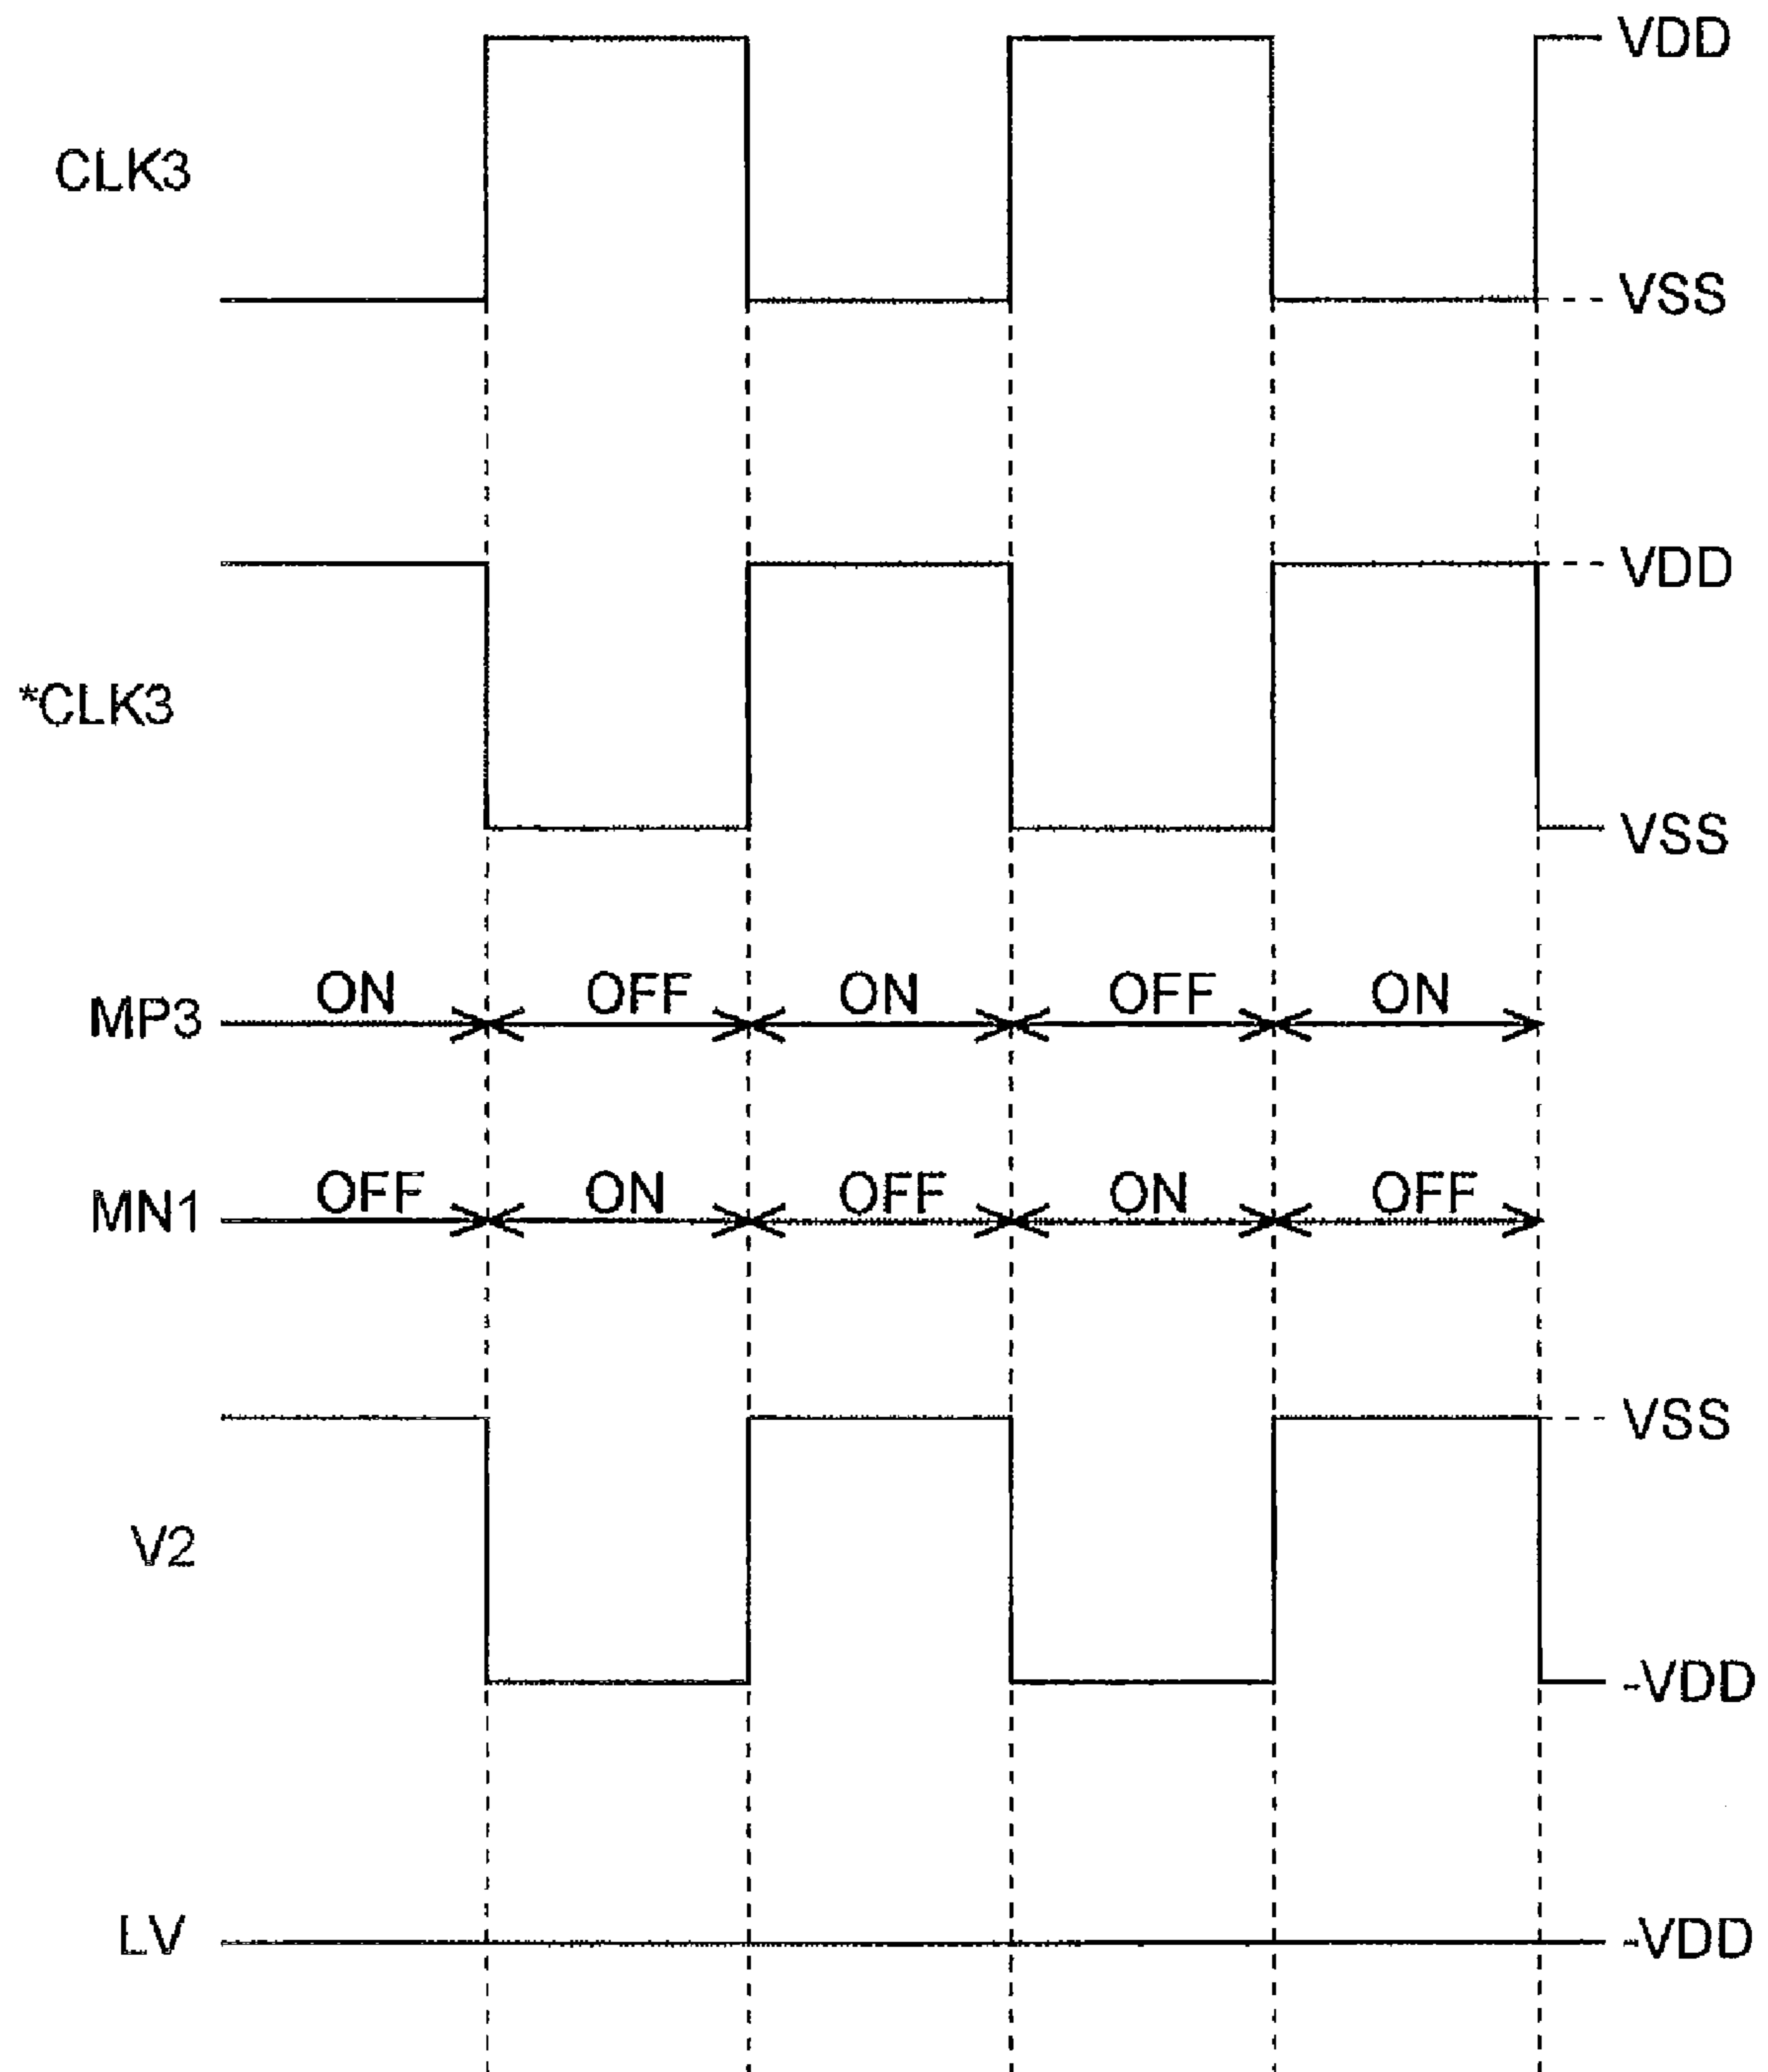 VDD
CLK3
VSS
VDD
*CLK3
VSS
MP3 ON OFF ON OFF ON
MN1 OFF ON OFF ON OFF
VSS
V2
-VDD
LV -VDD